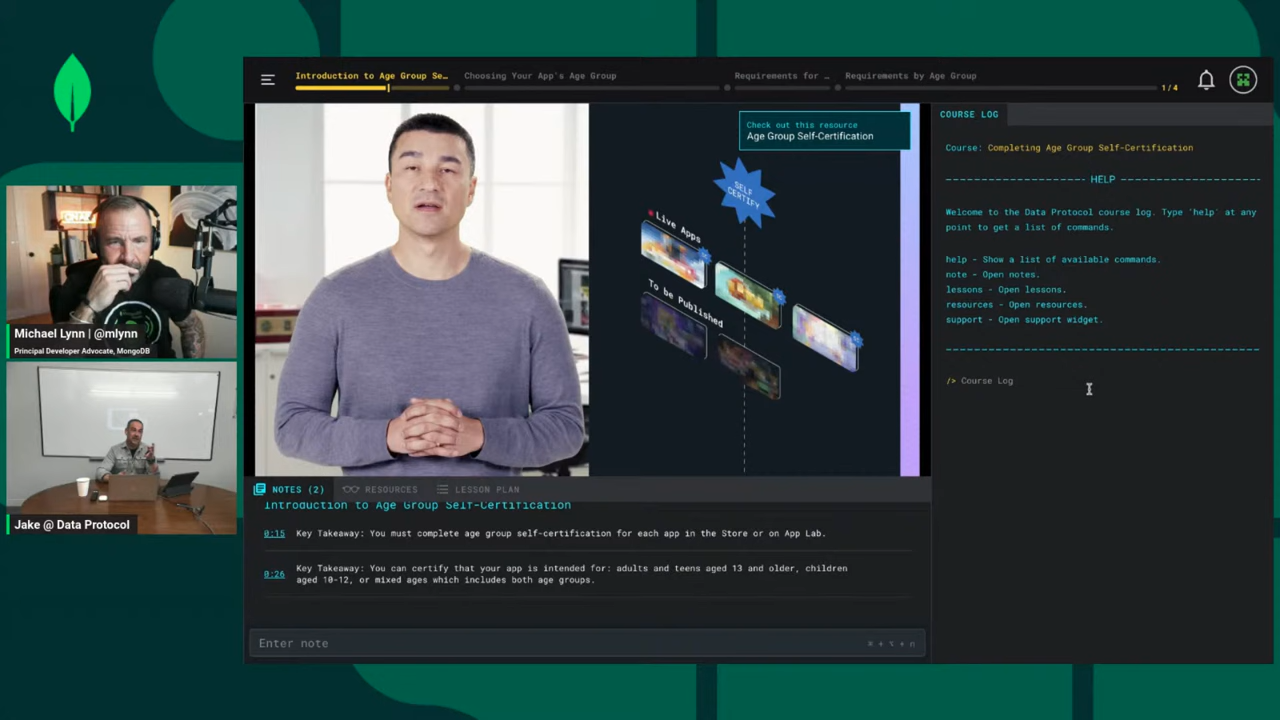 Introduction to Age Group Se…
Choosing Your App's Age Group
Requirements for …
Requirements by Age Group
1/4
Check out this resource
Age Group Self-Certification
SELF
CERTIFY
Live Apps
To be Published
COURSE LOG
Course: Completing Age Group Self-Certification
HELP
Welcome to the Data Protocol course log. Type 'help' at any
point to get a list of commands.
help - Show a list of available commands.
note - Open notes.
lessons - Open lessons.
resources - Open resources.
support - Open support widget.
/> Course Log
Michael Lynn | @mlynn
Principal Developer Advocate, MongoDB
Jake @ Data Protocol
NOTES (2)
RESOURCES
LESSON PLAN
Introduction to Age Group Self-Certification
0:15 Key Takeaway: You must complete age group self-certification for each app in the Store or on App Lab.
0:26 Key Takeaway: You can certify that your app is intended for: adults and teens aged 13 and older, children
aged 10-12, or mixed ages which includes both age groups.
Enter note
⌘ + ⌥ + n